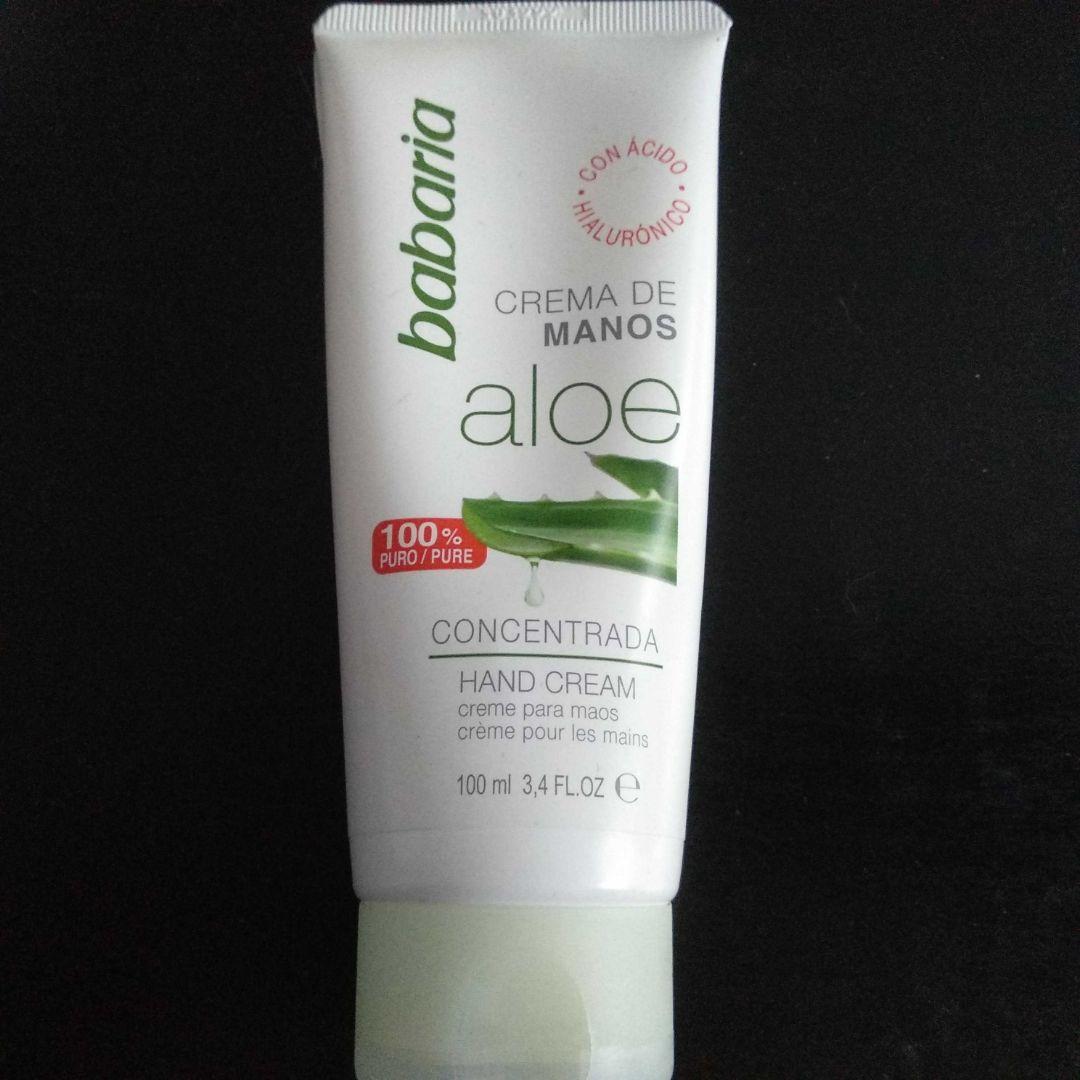 babaria
CON ÁCIDO
HIALURÓNICO
CREMA DE
MANOS
aloe
100%
PURO / PURE
CONCENTRADA
HAND CREAM
creme para maos
crème pour les mains
100 ml 3,4 FL.OZ ℮